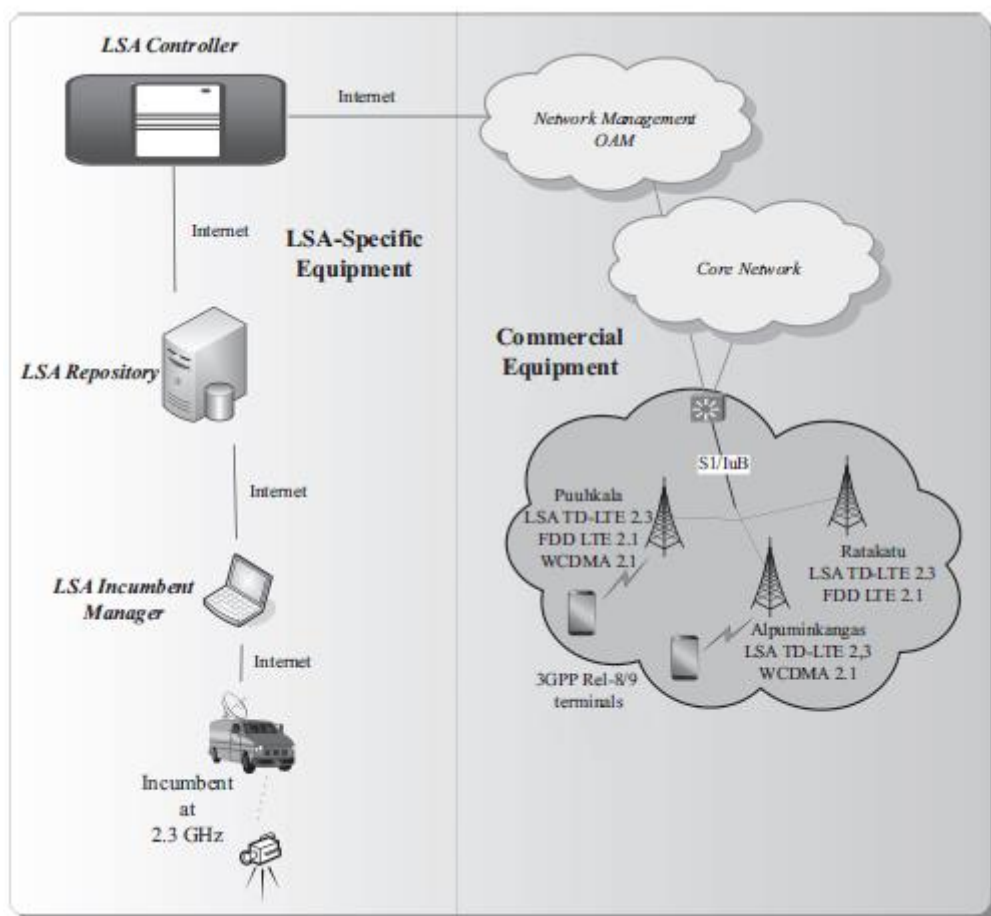 LSA Controller
Internet
Network Management
OAM
Internet
LSA-Specific
Equipment
Core Network
LSA Repository
Commercial
Equipment
S1/IuB
Internet
Puuhkala
LSA TD-LTE 2.3
FDD LTE 2.1
WCDMA 2.1
Ratakatu
LSA TD-LTE 2.3
FDD LTE 2.1
LSA Incumbent
Manager
Alpuminkangas
LSA TD-LTE 2,3
WCDMA 2.1
Internet
3GPP Rel-8/9
terminals
Incumbent
at
2.3 GHz